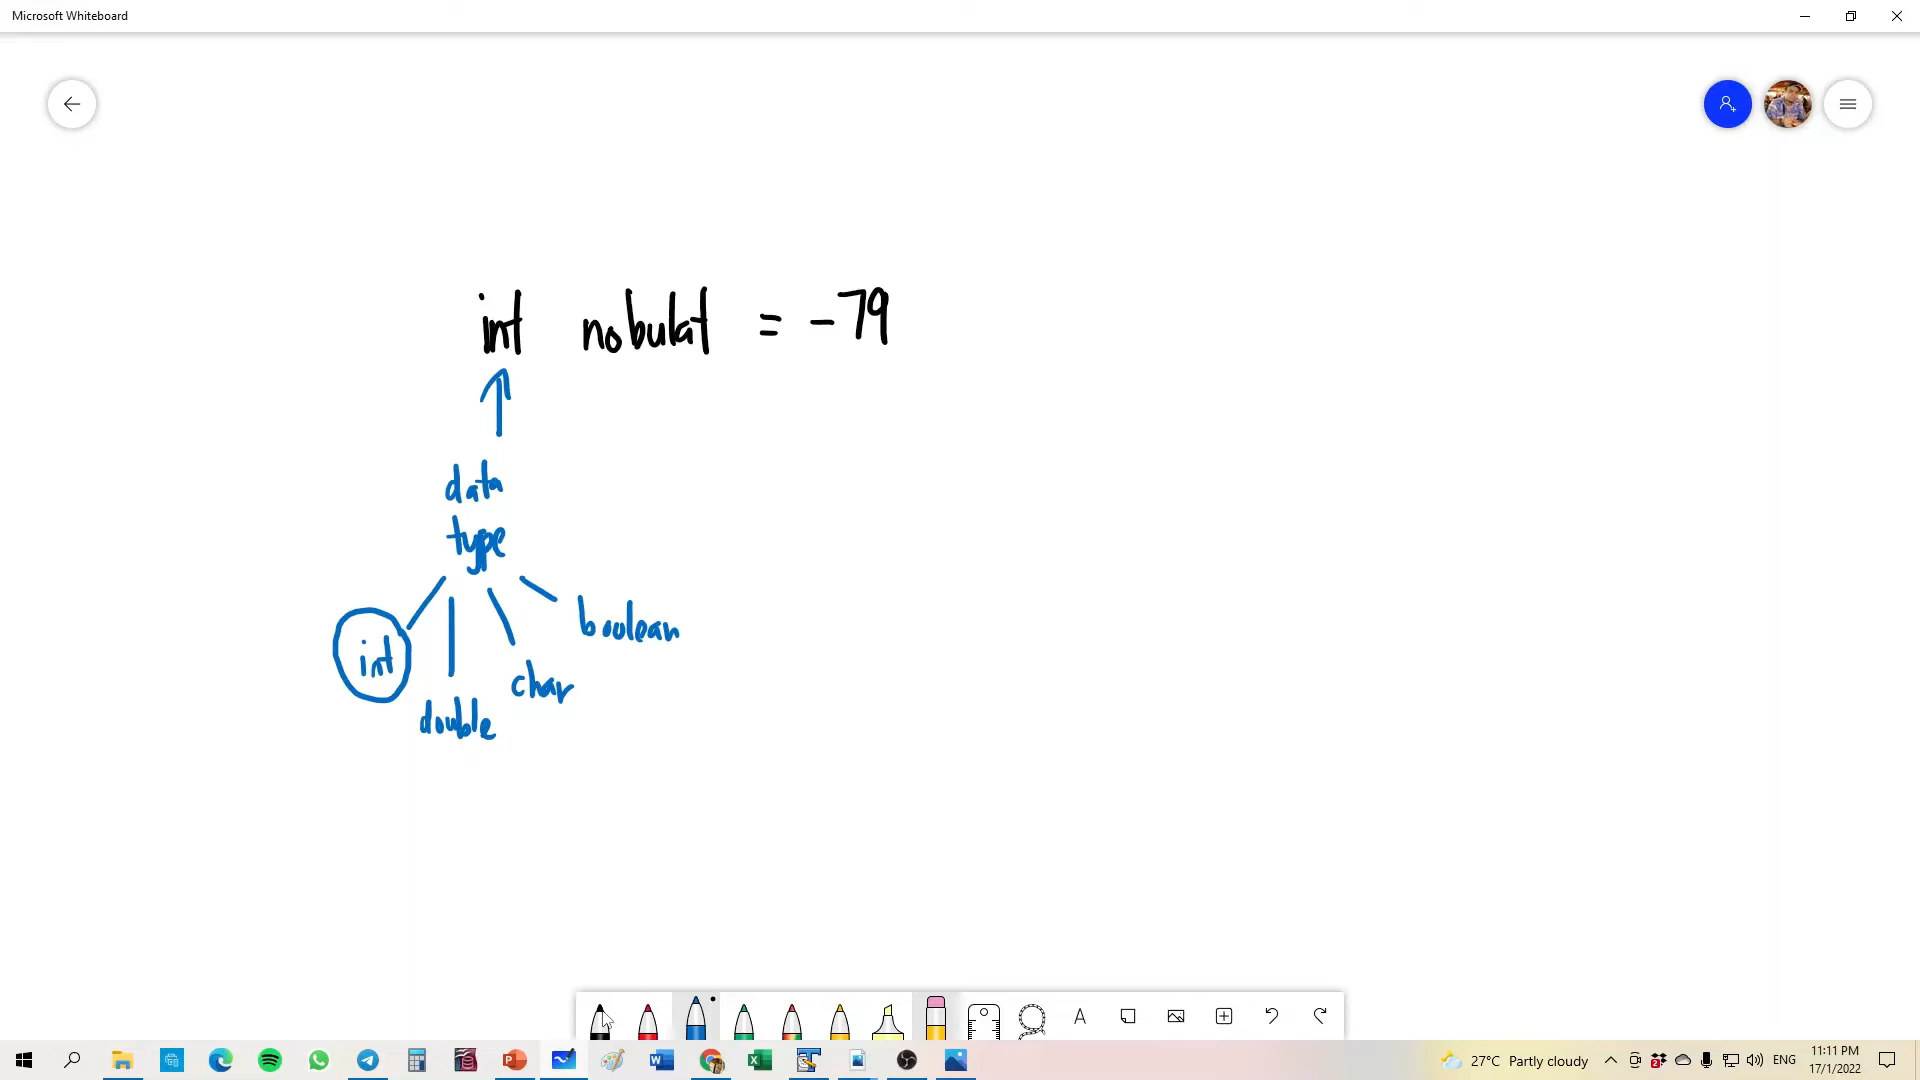 Microsoft Whiteboard
int nobulat = -79
data
type
int
double
char
boolean
A
27°C Partly cloudy
ENG
11:11 PM
17/1/2022